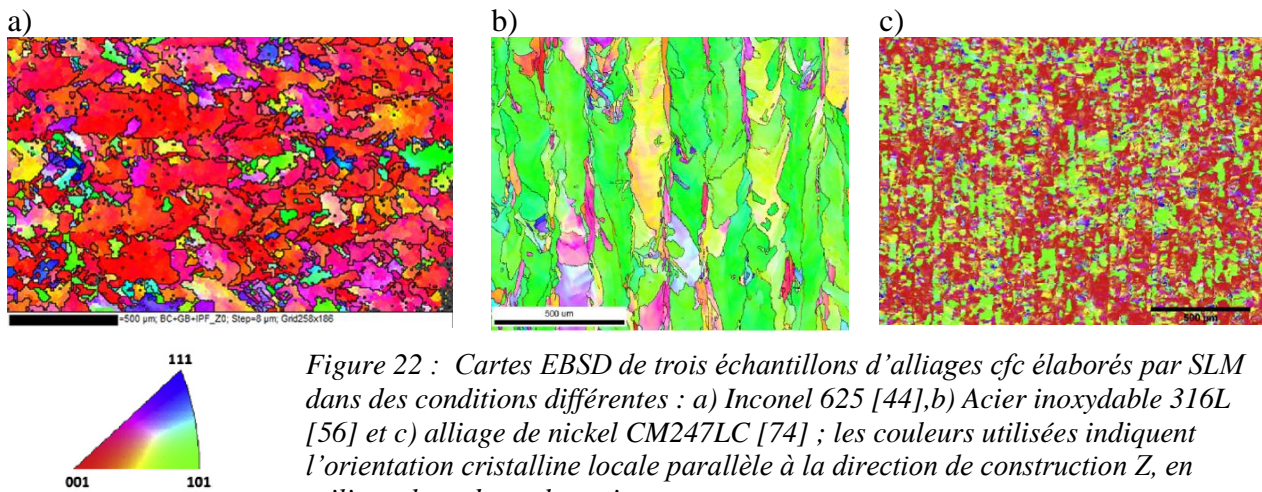 a)
b)
c)
=500 µm; BC+GB+IPF_Z0; Step=8 µm; Grid258x186
500 um
500 µm
111
001
101
Figure 22 : Cartes EBSD de trois échantillons d'alliages cfc élaborés par SLM
dans des conditions différentes : a) Inconel 625 [44],b) Acier inoxydable 316L
[56] et c) alliage de nickel CM247LC [74] ; les couleurs utilisées indiquent
l'orientation cristalline locale parallèle à la direction de construction Z, en